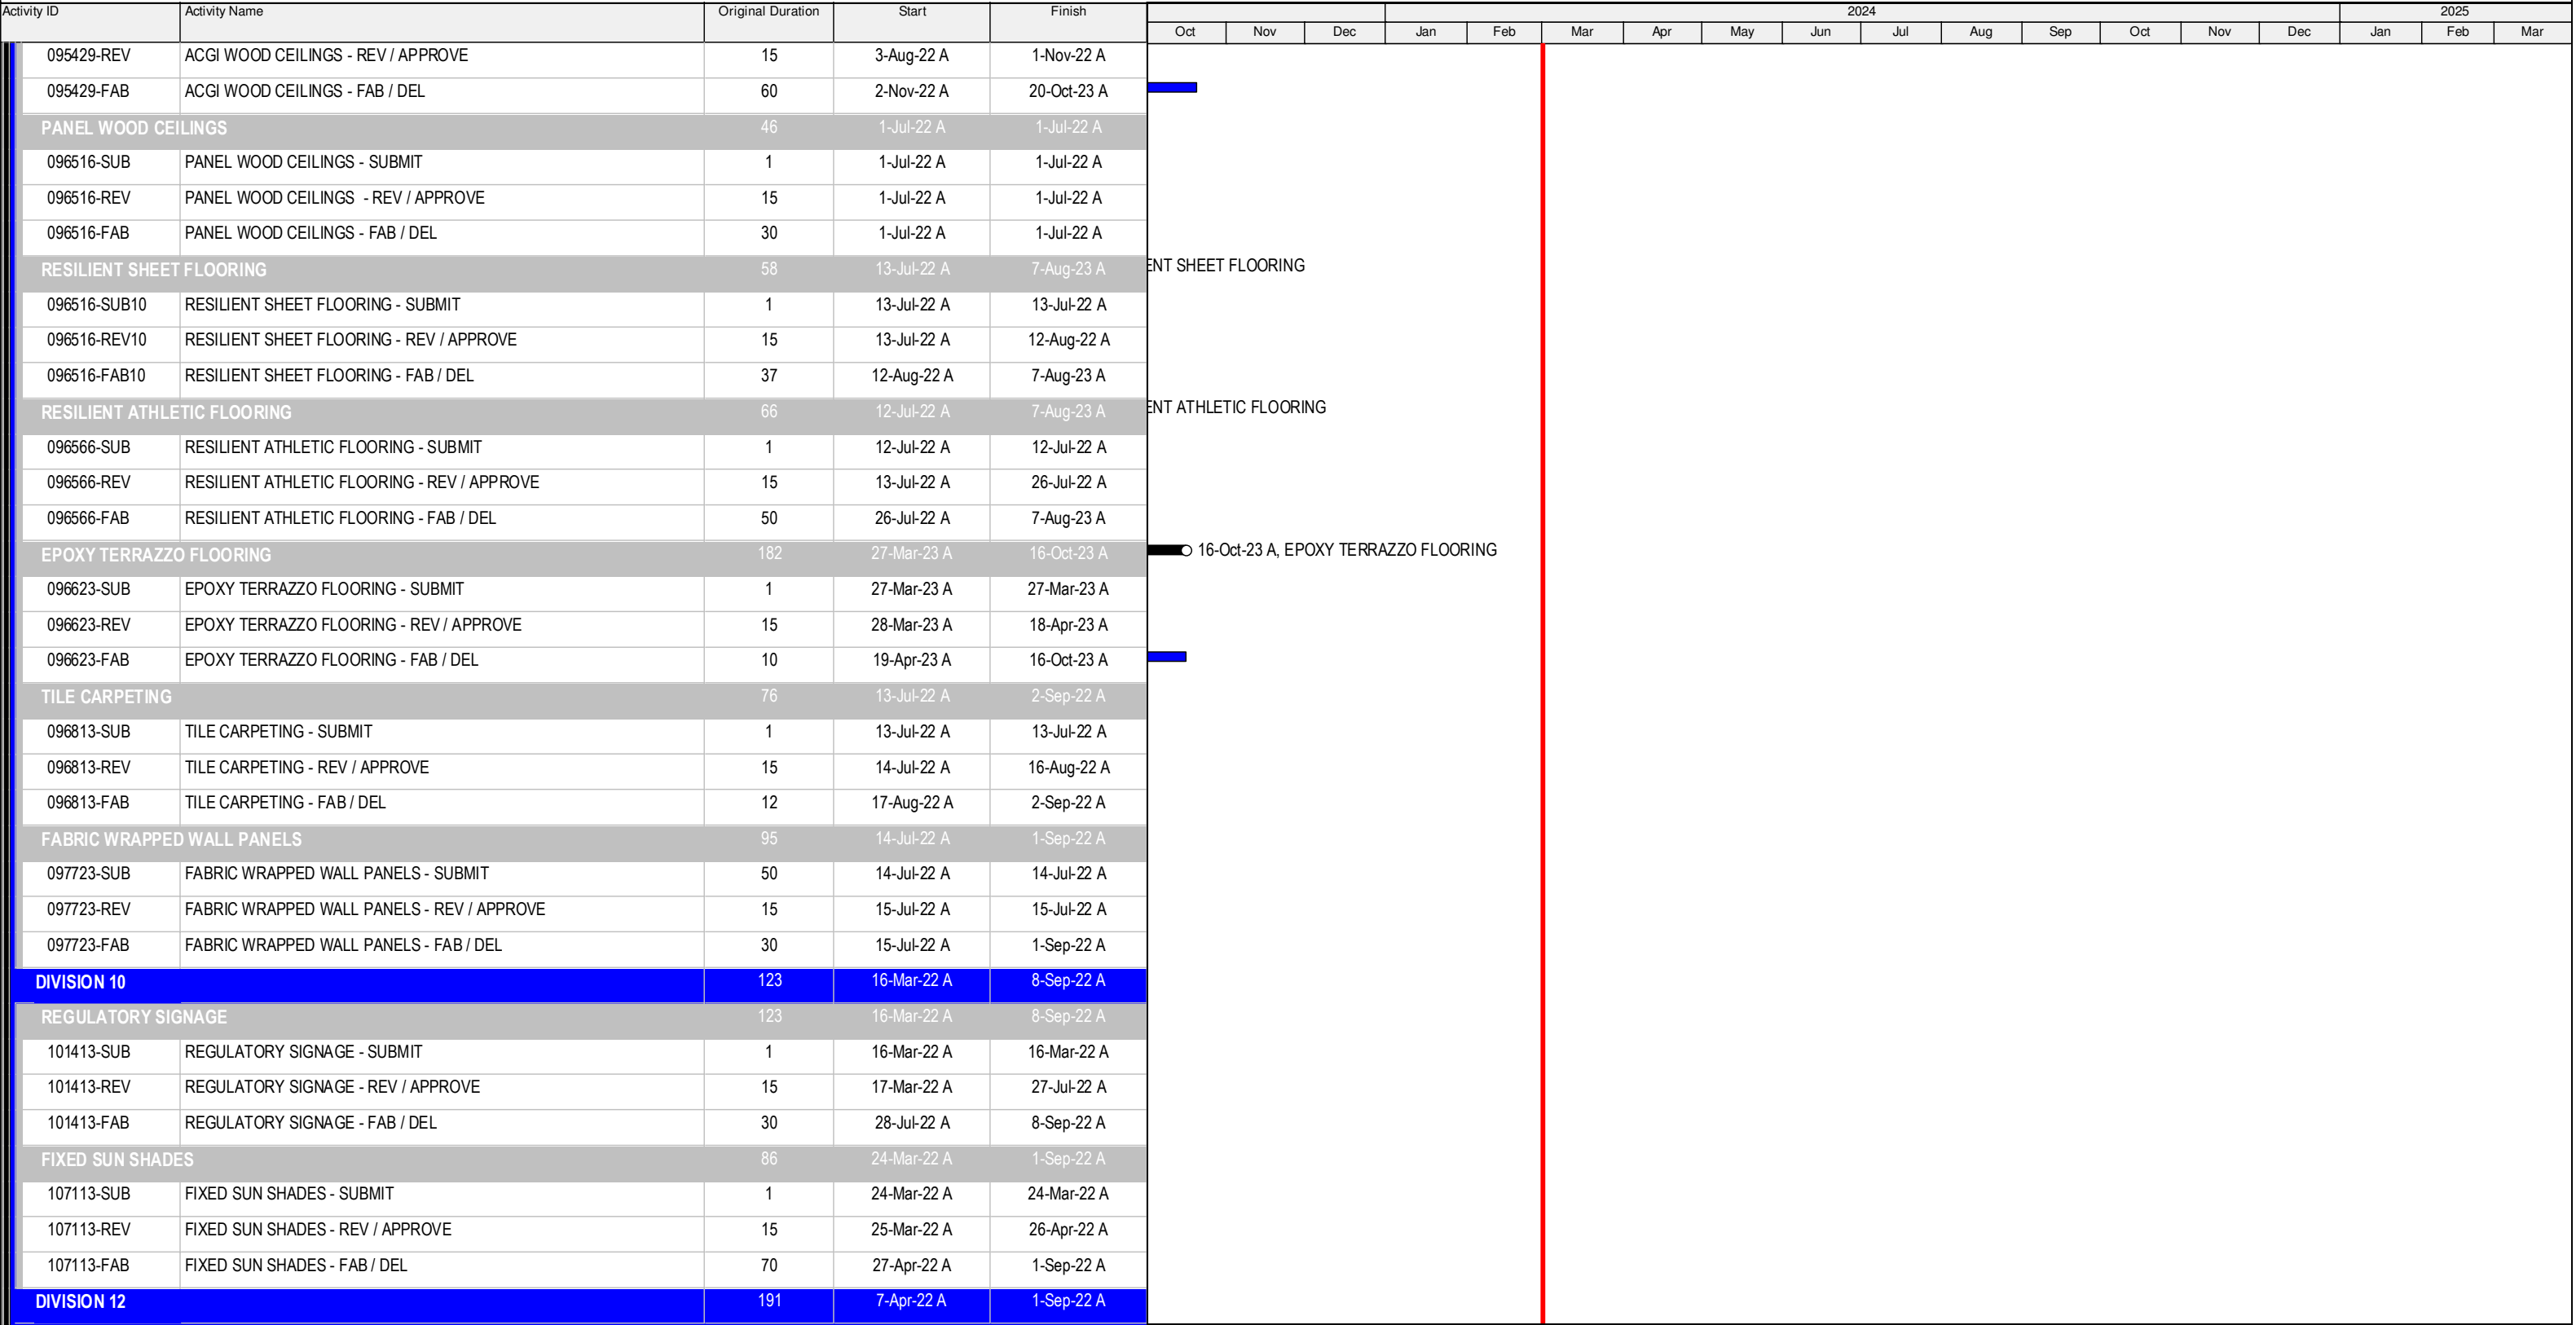 Activity ID Activity Name Original Duration Start Finish 2024 2025
Oct Nov Dec Jan Feb Mar Apr May Jun Jul Aug Sep Oct Nov Dec Jan Feb Mar
095429-REV ACGI WOOD CEILINGS - REV / APPROVE 15 3-Aug-22 A 1-Nov-22 A
095429-FAB ACGI WOOD CEILINGS - FAB / DEL 60 2-Nov-22 A 20-Oct-23 A
PANEL WOOD CEILINGS 46 1-Jul-22 A 1-Jul-22 A
096516-SUB PANEL WOOD CEILINGS - SUBMIT 1 1-Jul-22 A 1-Jul-22 A
096516-REV PANEL WOOD CEILINGS - REV / APPROVE 15 1-Jul-22 A 1-Jul-22 A
096516-FAB PANEL WOOD CEILINGS - FAB / DEL 30 1-Jul-22 A 1-Jul-22 A
RESILIENT SHEET FLOORING 58 13-Jul-22 A 7-Aug-23 A ENT SHEET FLOORING
096516-SUB10 RESILIENT SHEET FLOORING - SUBMIT 1 13-Jul-22 A 13-Jul-22 A
096516-REV10 RESILIENT SHEET FLOORING - REV / APPROVE 15 13-Jul-22 A 12-Aug-22 A
096516-FAB10 RESILIENT SHEET FLOORING - FAB / DEL 37 12-Aug-22 A 7-Aug-23 A
RESILIENT ATHLETIC FLOORING 66 12-Jul-22 A 7-Aug-23 A ENT ATHLETIC FLOORING
096566-SUB RESILIENT ATHLETIC FLOORING - SUBMIT 1 12-Jul-22 A 12-Jul-22 A
096566-REV RESILIENT ATHLETIC FLOORING - REV / APPROVE 15 13-Jul-22 A 26-Jul-22 A
096566-FAB RESILIENT ATHLETIC FLOORING - FAB / DEL 50 26-Jul-22 A 7-Aug-23 A
EPOXY TERRAZZO FLOORING 182 27-Mar-23 A 16-Oct-23 A 16-Oct-23 A, EPOXY TERRAZZO FLOORING
096623-SUB EPOXY TERRAZZO FLOORING - SUBMIT 1 27-Mar-23 A 27-Mar-23 A
096623-REV EPOXY TERRAZZO FLOORING - REV / APPROVE 15 28-Mar-23 A 18-Apr-23 A
096623-FAB EPOXY TERRAZZO FLOORING - FAB / DEL 10 19-Apr-23 A 16-Oct-23 A
TILE CARPETING 76 13-Jul-22 A 2-Sep-22 A
096813-SUB TILE CARPETING - SUBMIT 1 13-Jul-22 A 13-Jul-22 A
096813-REV TILE CARPETING - REV / APPROVE 15 14-Jul-22 A 16-Aug-22 A
096813-FAB TILE CARPETING - FAB / DEL 12 17-Aug-22 A 2-Sep-22 A
FABRIC WRAPPED WALL PANELS 95 14-Jul-22 A 1-Sep-22 A
097723-SUB FABRIC WRAPPED WALL PANELS - SUBMIT 50 14-Jul-22 A 14-Jul-22 A
097723-REV FABRIC WRAPPED WALL PANELS - REV / APPROVE 15 15-Jul-22 A 15-Jul-22 A
097723-FAB FABRIC WRAPPED WALL PANELS - FAB / DEL 30 15-Jul-22 A 1-Sep-22 A
DIVISION 10 123 16-Mar-22 A 8-Sep-22 A
REGULATORY SIGNAGE 123 16-Mar-22 A 8-Sep-22 A
101413-SUB REGULATORY SIGNAGE - SUBMIT 1 16-Mar-22 A 16-Mar-22 A
101413-REV REGULATORY SIGNAGE - REV / APPROVE 15 17-Mar-22 A 27-Jul-22 A
101413-FAB REGULATORY SIGNAGE - FAB / DEL 30 28-Jul-22 A 8-Sep-22 A
FIXED SUN SHADES 86 24-Mar-22 A 1-Sep-22 A
107113-SUB FIXED SUN SHADES - SUBMIT 1 24-Mar-22 A 24-Mar-22 A
107113-REV FIXED SUN SHADES - REV / APPROVE 15 25-Mar-22 A 26-Apr-22 A
107113-FAB FIXED SUN SHADES - FAB / DEL 70 27-Apr-22 A 1-Sep-22 A
DIVISION 12 191 7-Apr-22 A 1-Sep-22 A